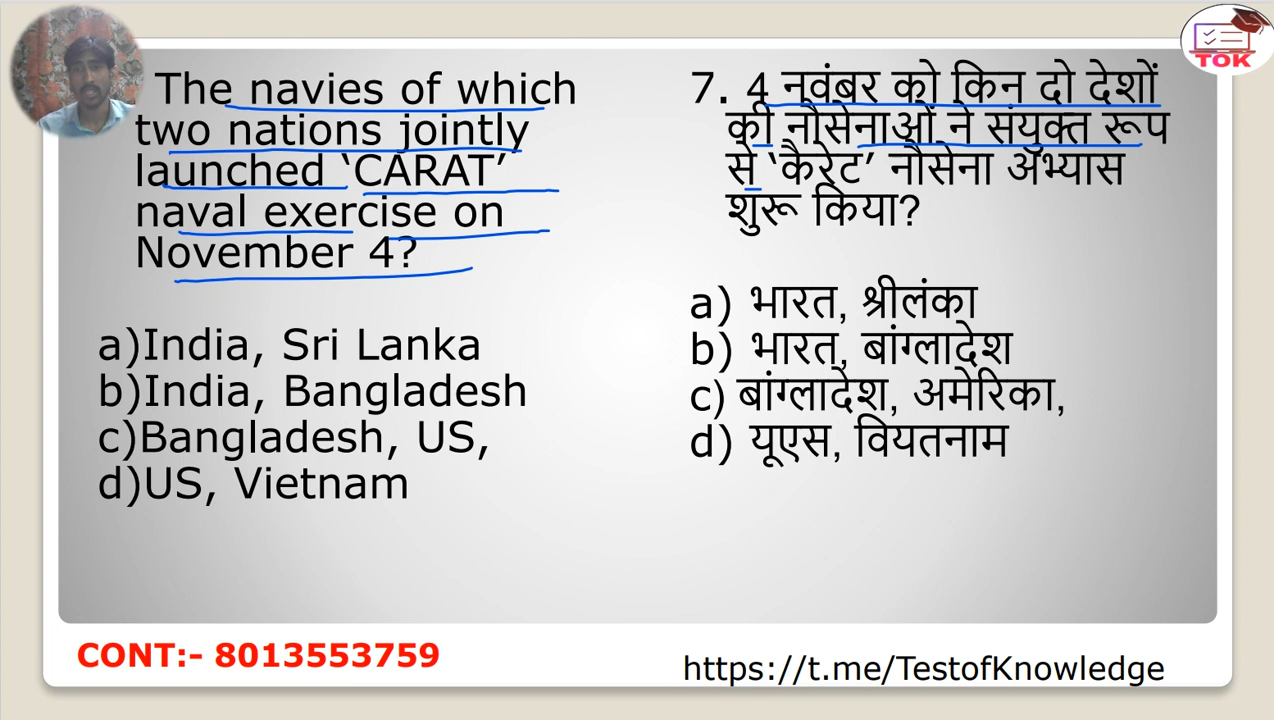 The navies of which
two nations jointly
launched ‘CARAT’
naval exercise on
November 4?
a)India, Sri Lanka
b)India, Bangladesh
c)Bangladesh, US,
d)US, Vietnam
7. 4 नवंबर को किन दो देशों
की नौसेनाओं ने संयुक्त रूप
से ‘कैरेट’ नौसेना अभ्यास
शुरू किया?
a) भारत, श्रीलंका
b) भारत, बांग्लादेश
c) बांग्लादेश, अमेरिका,
d) यूएस, वियतनाम
TOK
CONT:- 8013553759
https://t.me/TestofKnowledge